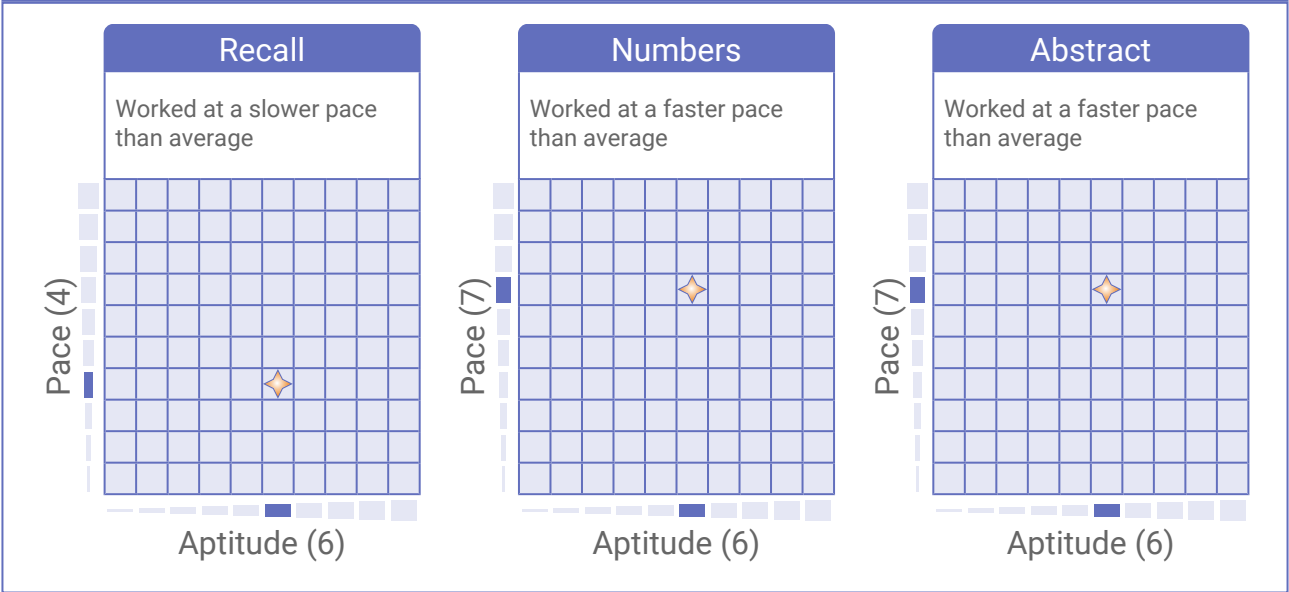 Recall
Worked at a slower pace
than average
Pace (4)
Aptitude (6)
Numbers
Worked at a faster pace
than average
Pace (7)
Aptitude (6)
Abstract
Worked at a faster pace
than average
Pace (7)
Aptitude (6)